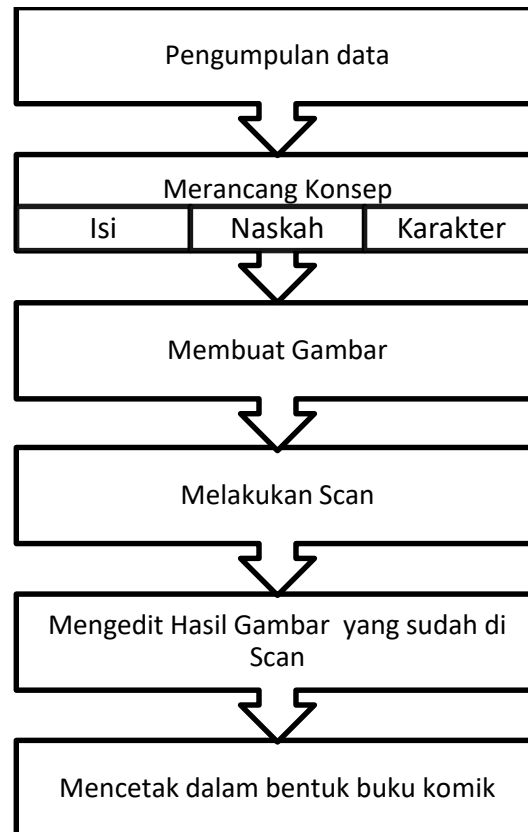 Pengumpulan data
Merancang Konsep
Isi Naskah Karakter
Membuat Gambar
Melakukan Scan
Mengedit Hasil Gambar yang sudah di
Scan
Mencetak dalam bentuk buku komik